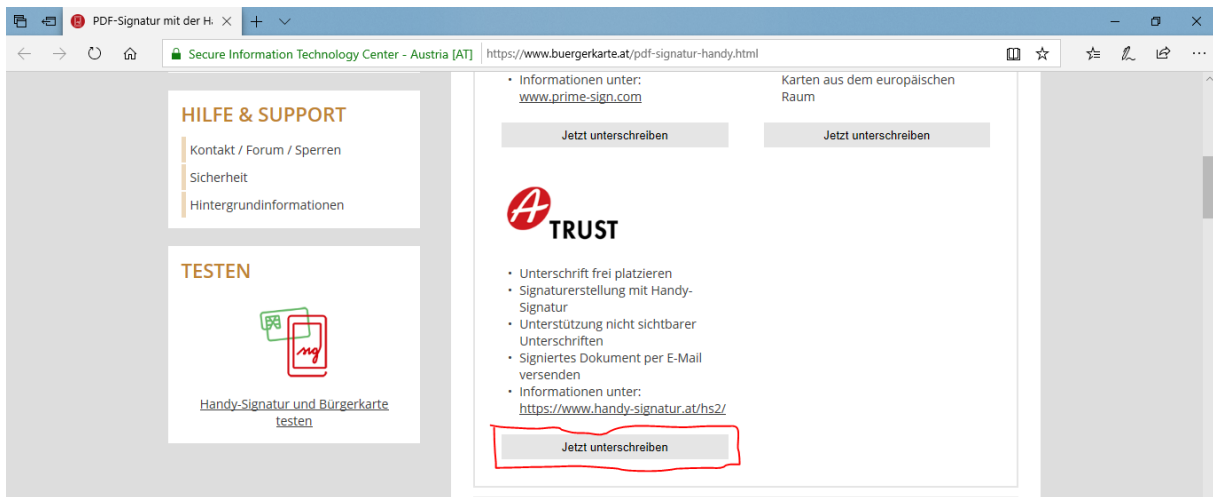 PDF-Signatur mit der H
Secure Information Technology Center - Austria [AT]
https://www.buergerkarte.at/pdf-signatur-handy.html
HILFE & SUPPORT
Kontakt / Forum / Sperren
Sicherheit
Hintergrundinformationen
TESTEN
Handy-Signatur und Bürgerkarte
testen
• Informationen unter:
www.prime-sign.com
Jetzt unterschreiben
Karten aus dem europäischen
Raum
Jetzt unterschreiben
A
TRUST
• Unterschrift frei platzieren
• Signaturerstellung mit Handy-
Signatur
• Unterstützung nicht sichtbarer
Unterschriften
• Signiertes Dokument per E-Mail
versenden
• Informationen unter:
https://www.handy-signatur.at/hs2/
Jetzt unterschreiben